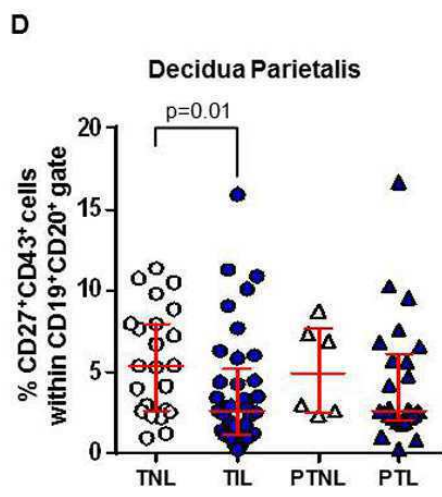 D
Decidua Parietalis
p=0.01
% CD27⁺CD43⁺ cells
within CD19⁺CD20⁺ gate
20
15
10
5
0
TNL TIL PTNL PTL